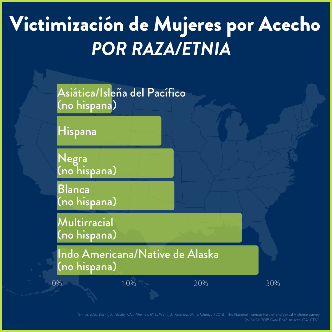 Victimización de Mujeres por Acecho
POR RAZA/ETNIA
Asiática/Isleña del Pacífico
(no hispana)
Hispana
Negra
(no hispana)
Blanca
(no hispana)
Multirracial
(no hispana)
Indo Americana/Native de Alaska
(no hispana)
0% 10% 20% 30%